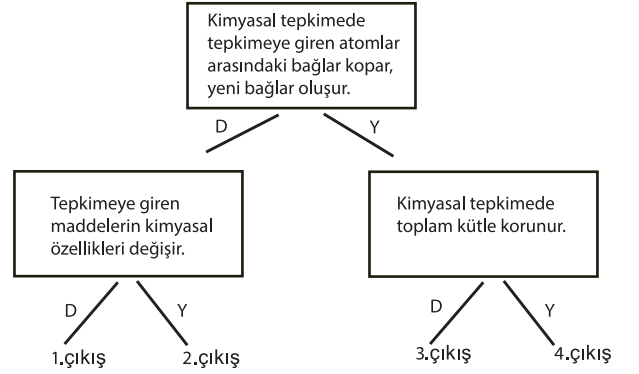 Kimyasal tepkimede
tepkimeye giren atomlar
arasındaki bağlar kopar,
yeni bağlar oluşur.
D
Y
Tepkimeye giren
maddelerin kimyasal
özellikleri değişir.
Kimyasal tepkimede
toplam kütle korunur.
D
Y
D
Y
1.çıkış
2.çıkış
3.çıkış
4.çıkış